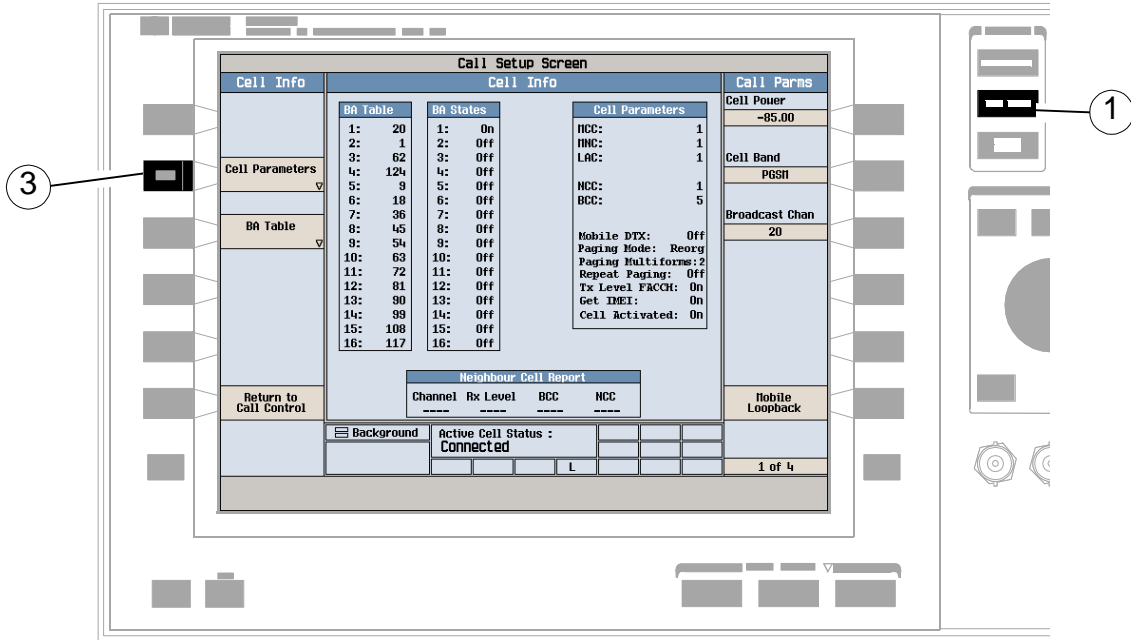 Call Setup Screen
Cell Info
Cell Info
Call Parms
Cell Parameters
BA Table
Return to
Call Control
BA Table
1: 20
2: 1
3: 62
4: 124
5: 9
6: 18
7: 36
8: 45
9: 54
10: 63
11: 72
12: 81
13: 90
14: 99
15: 108
16: 117
BA States
1: On
2: Off
3: Off
4: Off
5: Off
6: Off
7: Off
8: Off
9: Off
10: Off
11: Off
12: Off
13: Off
14: Off
15: Off
16: Off
Cell Parameters
MCC: 1
MNC: 1
LAC: 1
NCC: 1
BCC: 5
Mobile DTX: Off
Paging Mode: Reorg
Paging Multiforms:2
Repeat Paging: Off
Tx Level FACCH: On
Get IMEI: On
Cell Activated: On
Neighbour Cell Report
Channel Rx Level BCC NCC
---- ---- ---- ----
Background
Active Cell Status :
Connected
L
Cell Power
-85.00
Cell Band
PGSM
Broadcast Chan
20
Mobile
Loopback
1 of 4
1
3